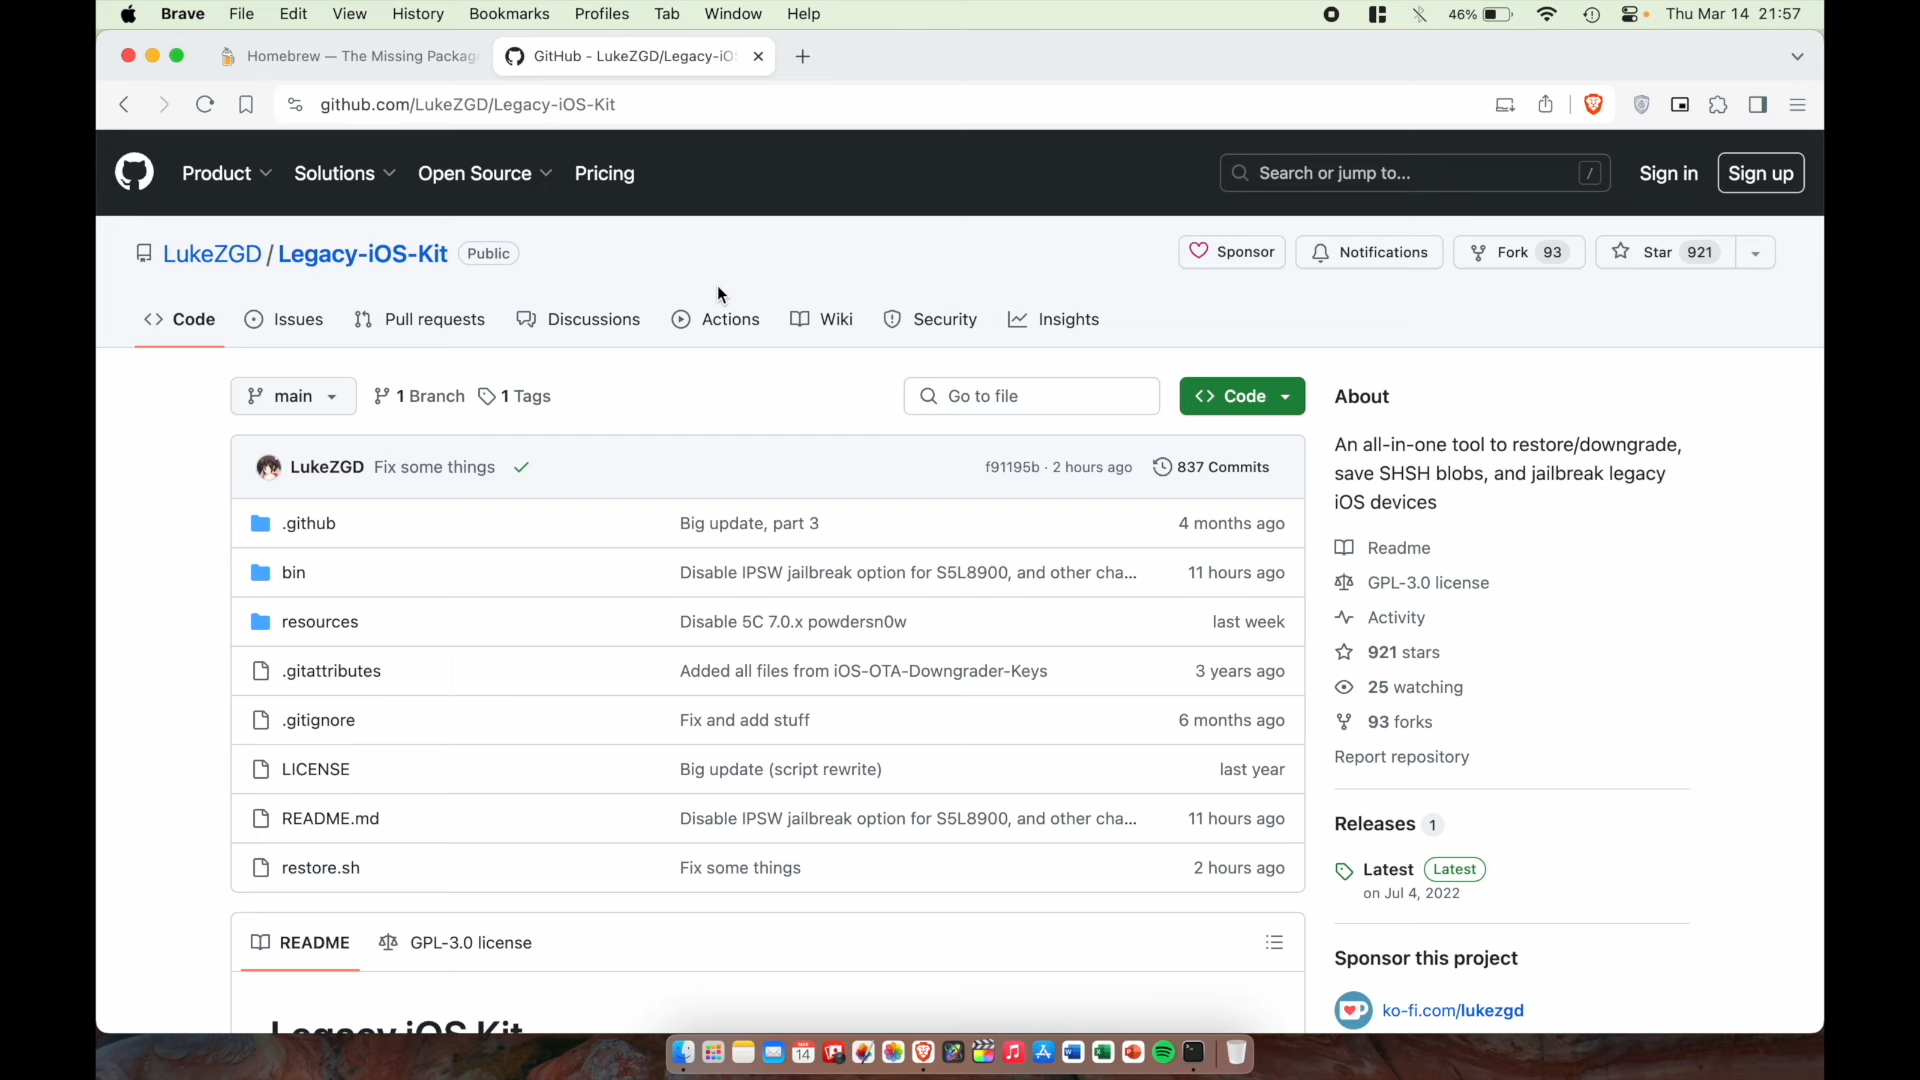 Brave File Edit View History Bookmarks Profiles Tab Window Help 46% Thu Mar 14 21:57
Homebrew — The Missing Packag GitHub - LukeZGD/Legacy-iO
github.com/LukeZGD/Legacy-iOS-Kit
Product Solutions Open Source Pricing Search or jump to... / Sign in Sign up
LukeZGD / Legacy-iOS-Kit Public Sponsor Notifications Fork 93 Star 921
Code Issues Pull requests Discussions Actions Wiki Security Insights
main 1 Branch 1 Tags Go to file Code
LukeZGD Fix some things f91195b · 2 hours ago 837 Commits
.github Big update, part 3 4 months ago
bin Disable IPSW jailbreak option for S5L8900, and other cha... 11 hours ago
resources Disable 5C 7.0.x powdersn0w last week
.gitattributes Added all files from iOS-OTA-Downgrader-Keys 3 years ago
.gitignore Fix and add stuff 6 months ago
LICENSE Big update (script rewrite) last year
README.md Disable IPSW jailbreak option for S5L8900, and other cha... 11 hours ago
restore.sh Fix some things 2 hours ago
README GPL-3.0 license
Legacy iOS Kit
About
An all-in-one tool to restore/downgrade,
save SHSH blobs, and jailbreak legacy
iOS devices
Readme
GPL-3.0 license
Activity
921 stars
25 watching
93 forks
Report repository
Releases 1
Latest Latest
on Jul 4, 2022
Sponsor this project
ko-fi.com/lukezgd
14